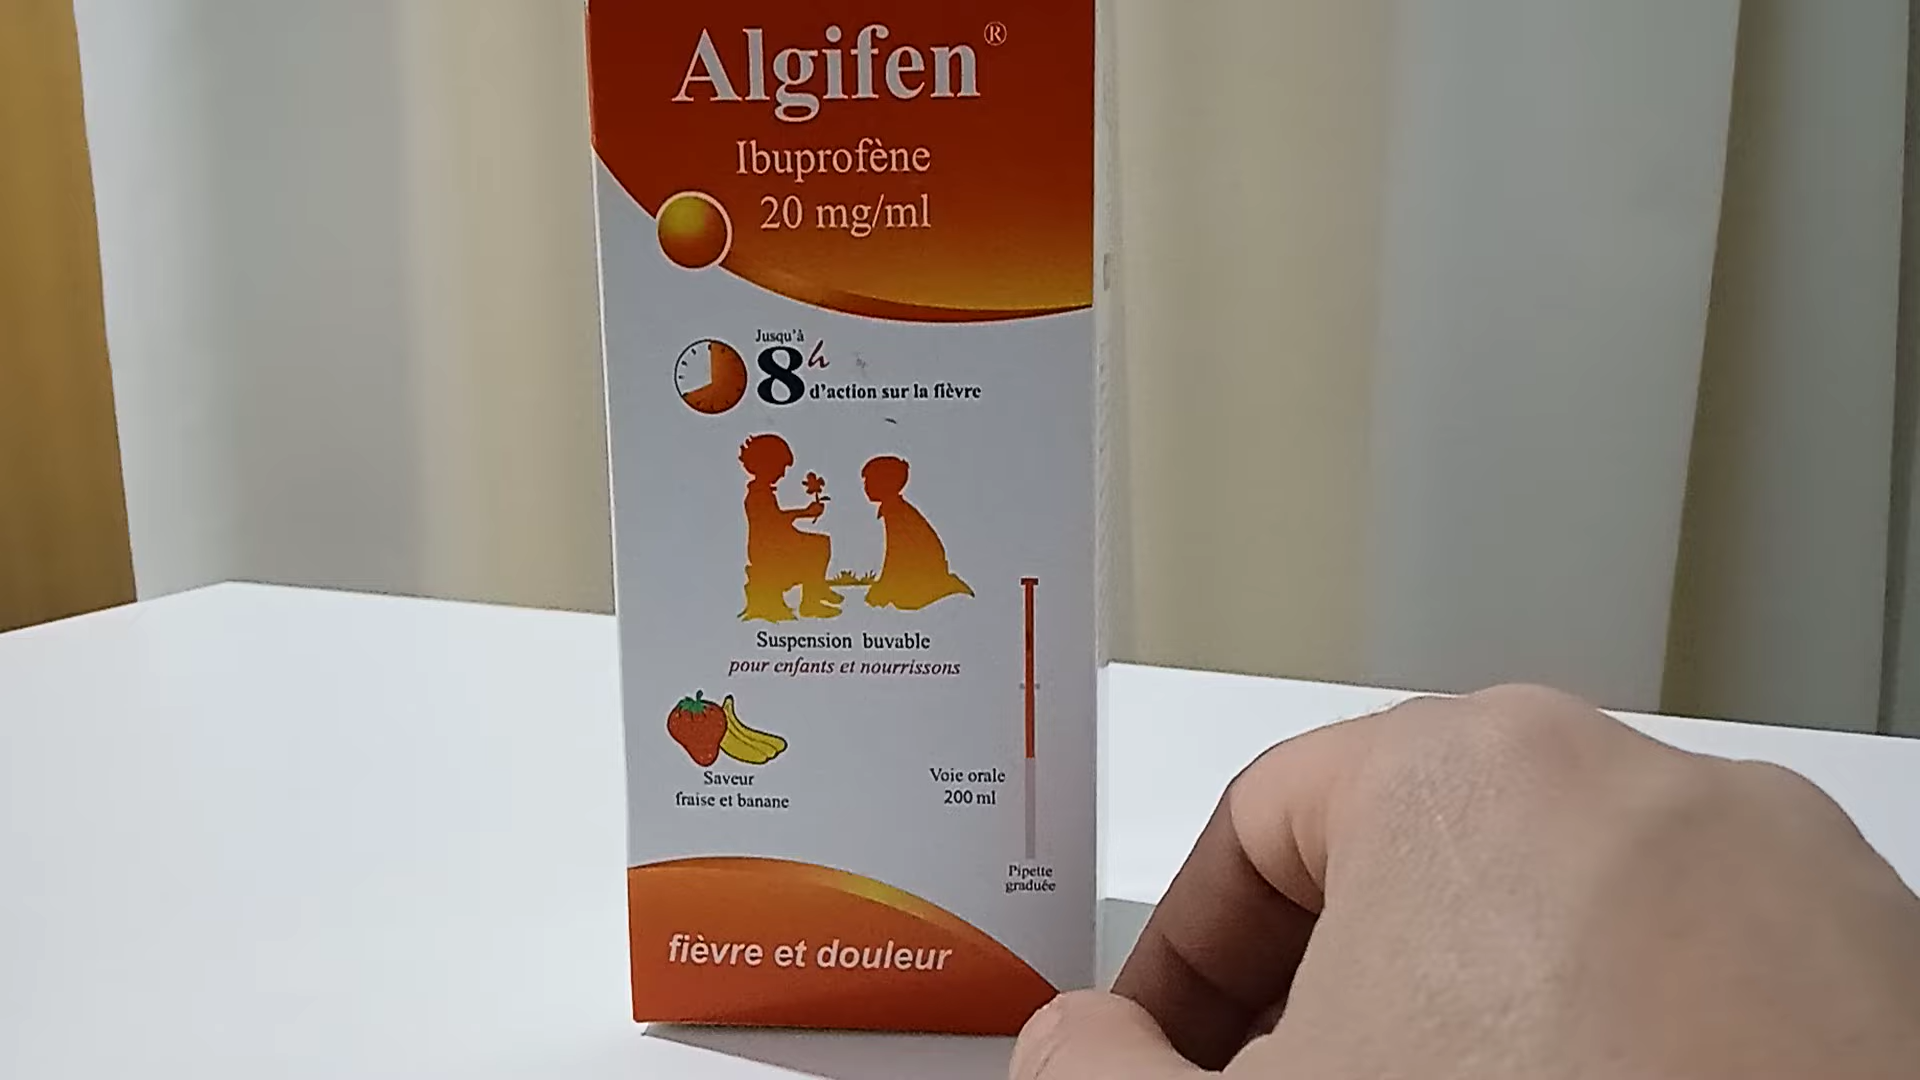 Algifen®
Ibuprofène
20 mg/ml
Jusqu'à
8h
d'action sur la fièvre
Suspension buvable
pour enfants et nourrissons
Saveur
fraise et banane
Voie orale
200 ml
Pipette
graduée
fièvre et douleur